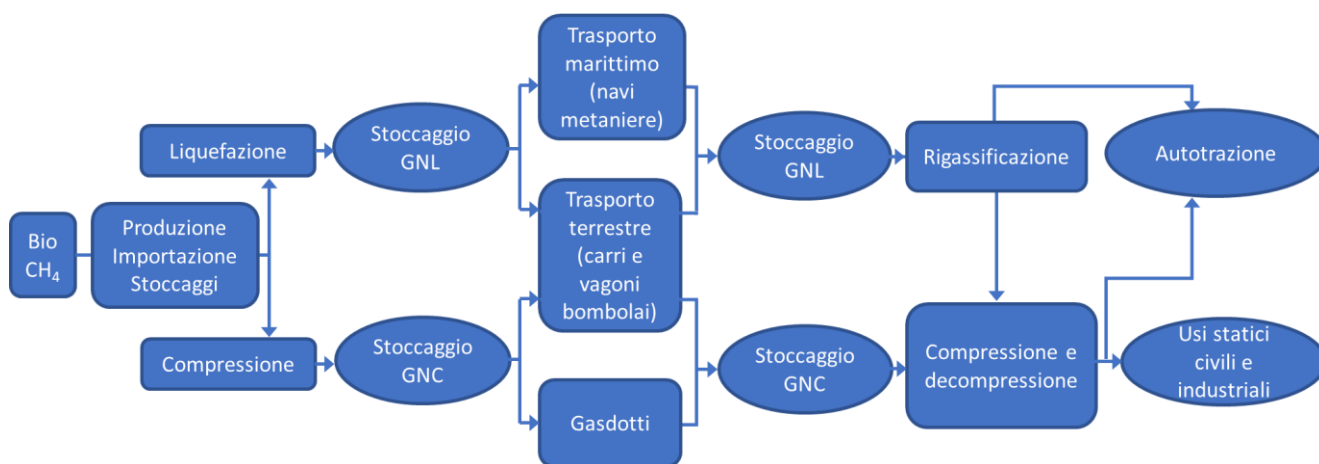 Bio
CH₄
Produzione
Importazione
Stoccaggi
Liquefazione
Compressione
Stoccaggio
GNL
Stoccaggio
GNC
Trasporto
marittimo
(navi
metaniere)
Trasporto
terrestre
(carri e
vagoni
bombolai)
Gasdotti
Stoccaggio
GNL
Stoccaggio
GNC
Rigassificazione
Compressione e
decompressione
Autotrazione
Usi statici
civili e
industriali